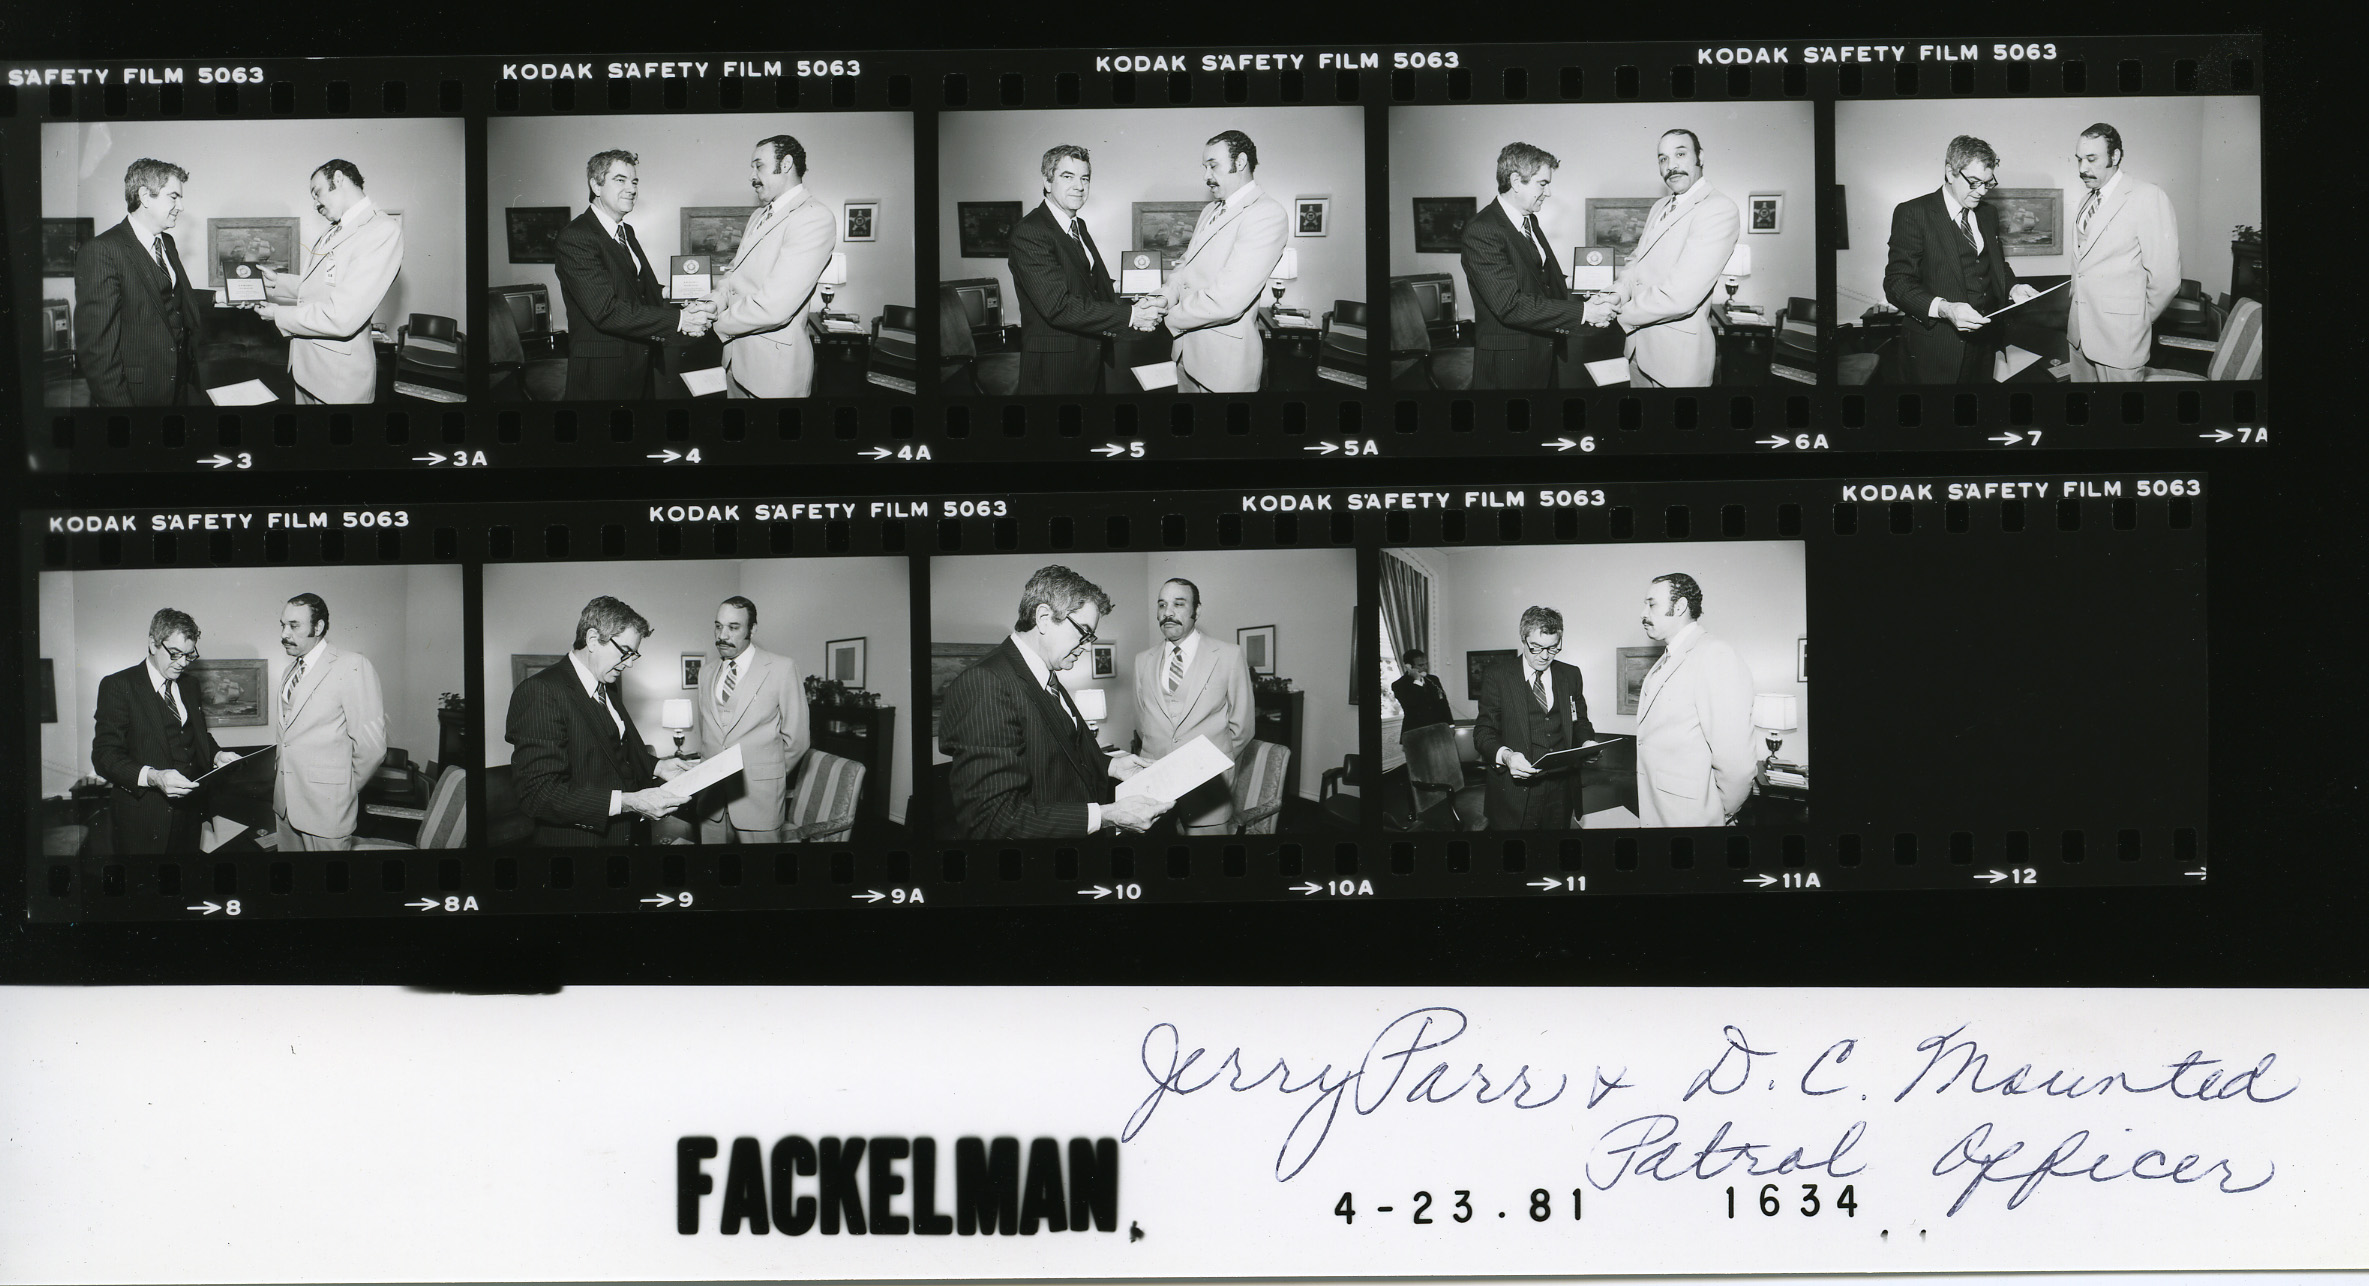 SAFETY FILM 5063 KODAK SAFETY FILM 5063 KODAK SAFETY FILM 5063 KODAK SAFETY FILM 5063
→3 →3A →4 →4A →5 →5A →6 →6A →7 →7A
KODAK SAFETY FILM 5063 KODAK SAFETY FILM 5063 KODAK SAFETY FILM 5063 KODAK SAFETY FILM 5063
→8 →8A →9 →9A →10 →10A →11 →11A →12 →
Jerry Parr + D.C. Mounted
Patrol Officer
FACKELMAN
4-23.81 1634